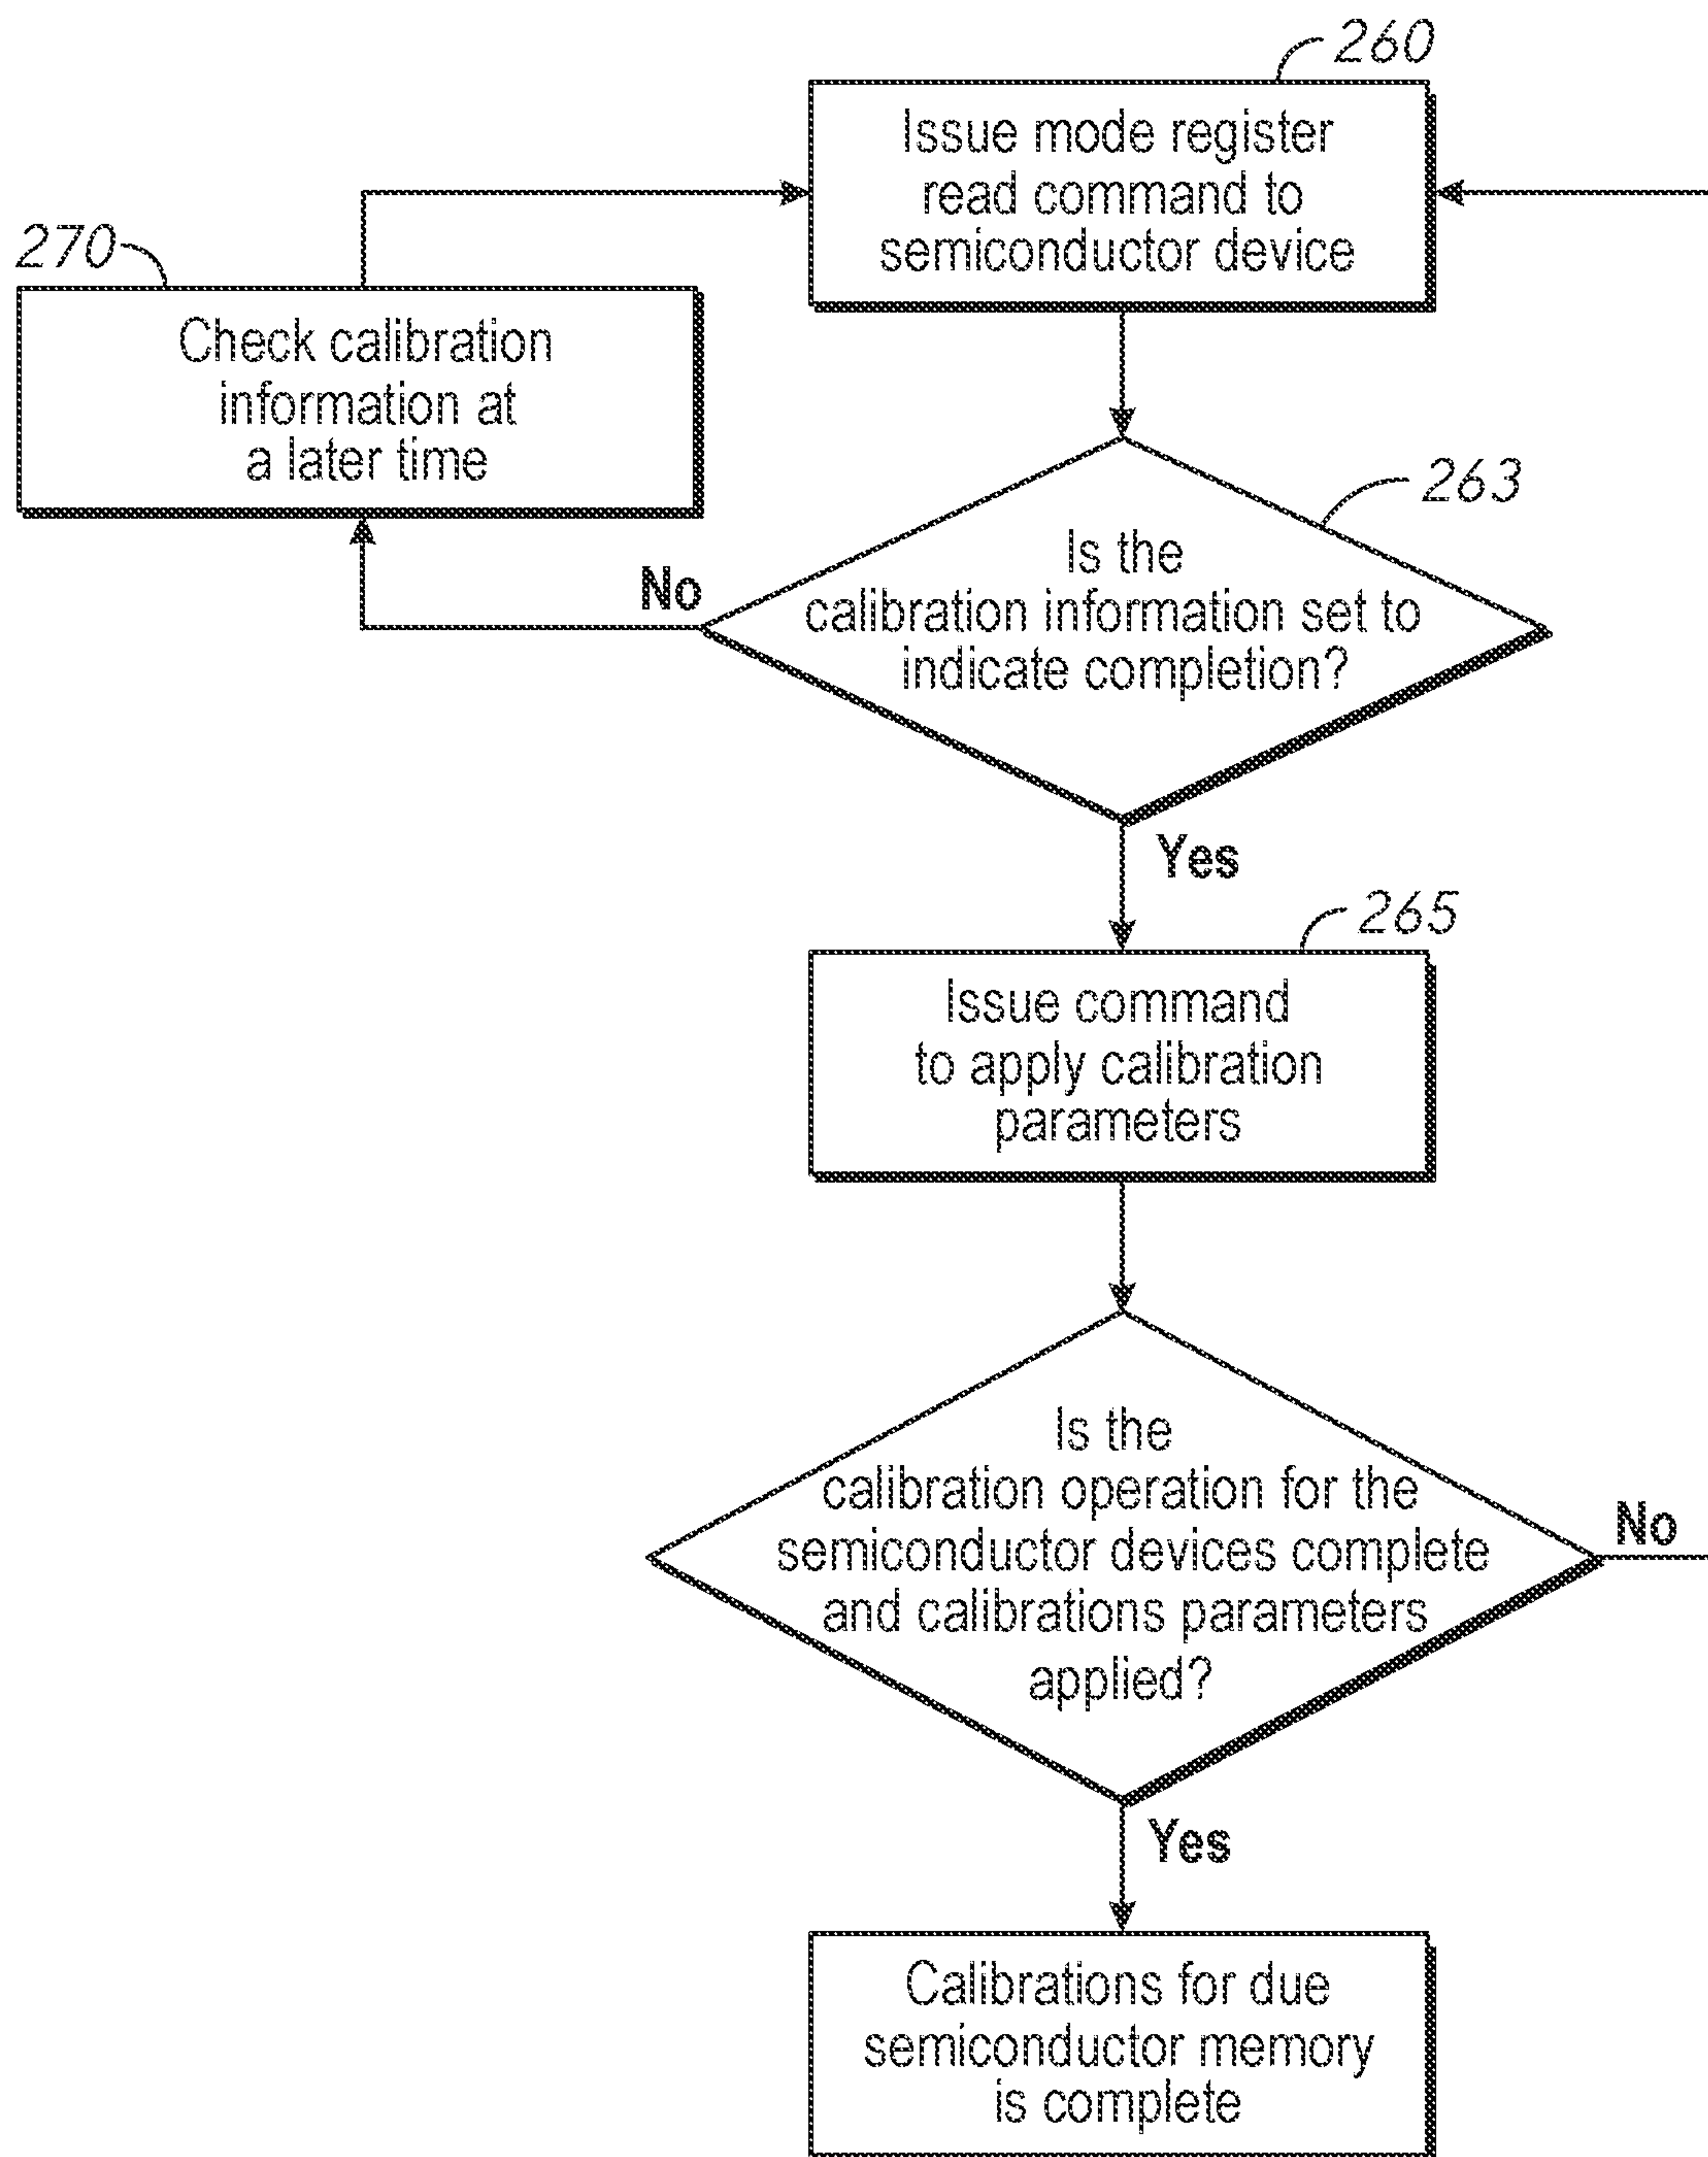 260
Issue mode register
read command to
semiconductor device
270
Check calibration
information at
a later time
263
Is the
calibration information set to
indicate completion?
No
Yes
265
Issue command
to apply calibration
parameters
Is the
calibration operation for the
semiconductor devices complete
and calibrations parameters
applied?
No
Yes
Calibrations for due
semiconductor memory
is complete